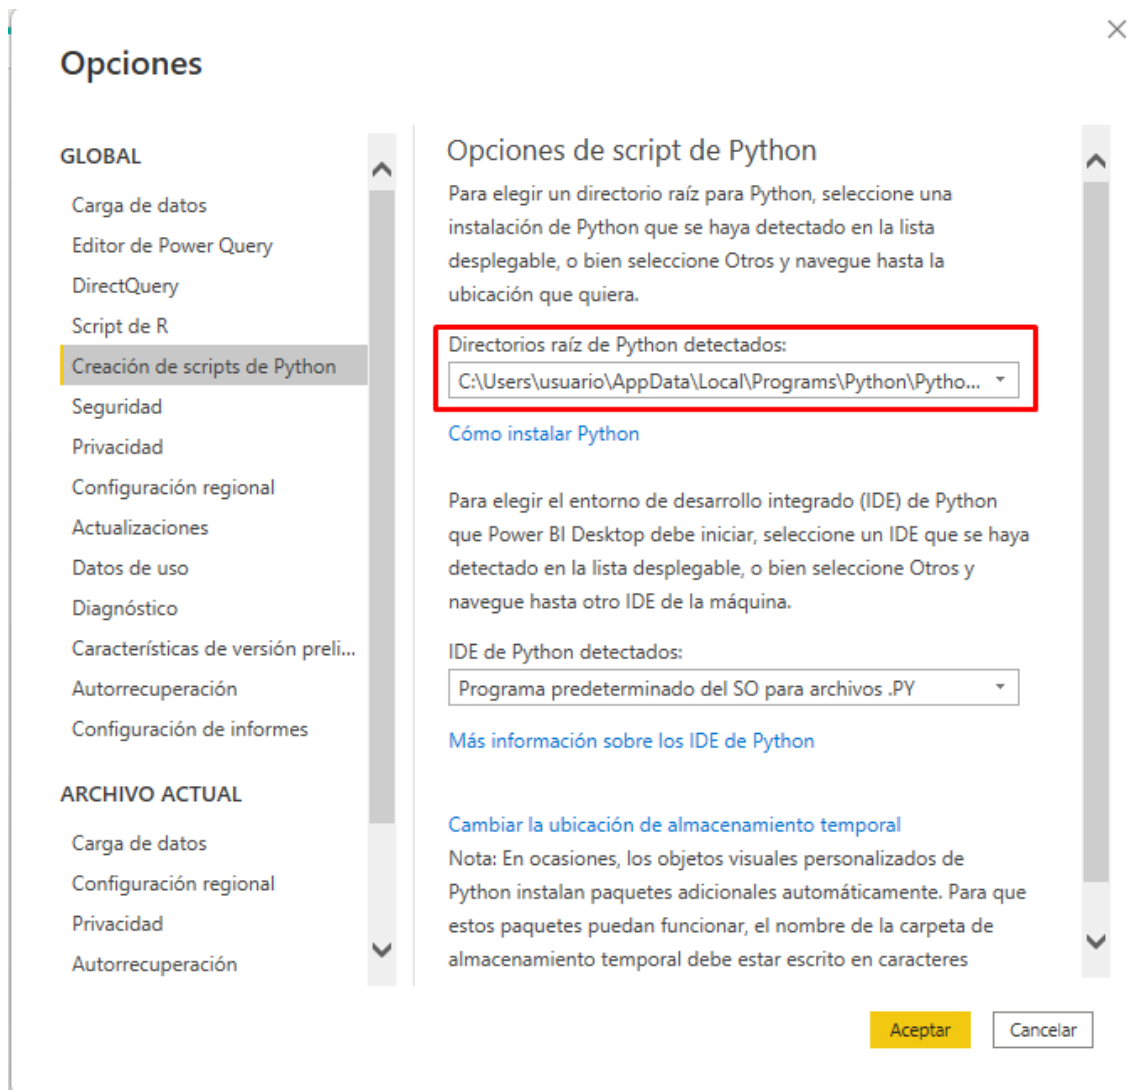 Opciones
GLOBAL
Carga de datos
Editor de Power Query
DirectQuery
Script de R
Creación de scripts de Python
Seguridad
Privacidad
Configuración regional
Actualizaciones
Datos de uso
Diagnóstico
Características de versión preli...
Autorrecuperación
Configuración de informes
ARCHIVO ACTUAL
Carga de datos
Configuración regional
Privacidad
Autorrecuperación
Opciones de script de Python
Para elegir un directorio raíz para Python, seleccione una
instalación de Python que se haya detectado en la lista
desplegable, o bien seleccione Otros y navegue hasta la
ubicación que quiera.
Directorios raíz de Python detectados:
C:\Users\usuario\AppData\Local\Programs\Python\Pytho...
Cómo instalar Python
Para elegir el entorno de desarrollo integrado (IDE) de Python
que Power BI Desktop debe iniciar, seleccione un IDE que se haya
detectado en la lista desplegable, o bien seleccione Otros y
navegue hasta otro IDE de la máquina.
IDE de Python detectados:
Programa predeterminado del SO para archivos .PY
Más información sobre los IDE de Python
Cambiar la ubicación de almacenamiento temporal
Nota: En ocasiones, los objetos visuales personalizados de
Python instalan paquetes adicionales automáticamente. Para que
estos paquetes puedan funcionar, el nombre de la carpeta de
almacenamiento temporal debe estar escrito en caracteres
Aceptar
Cancelar